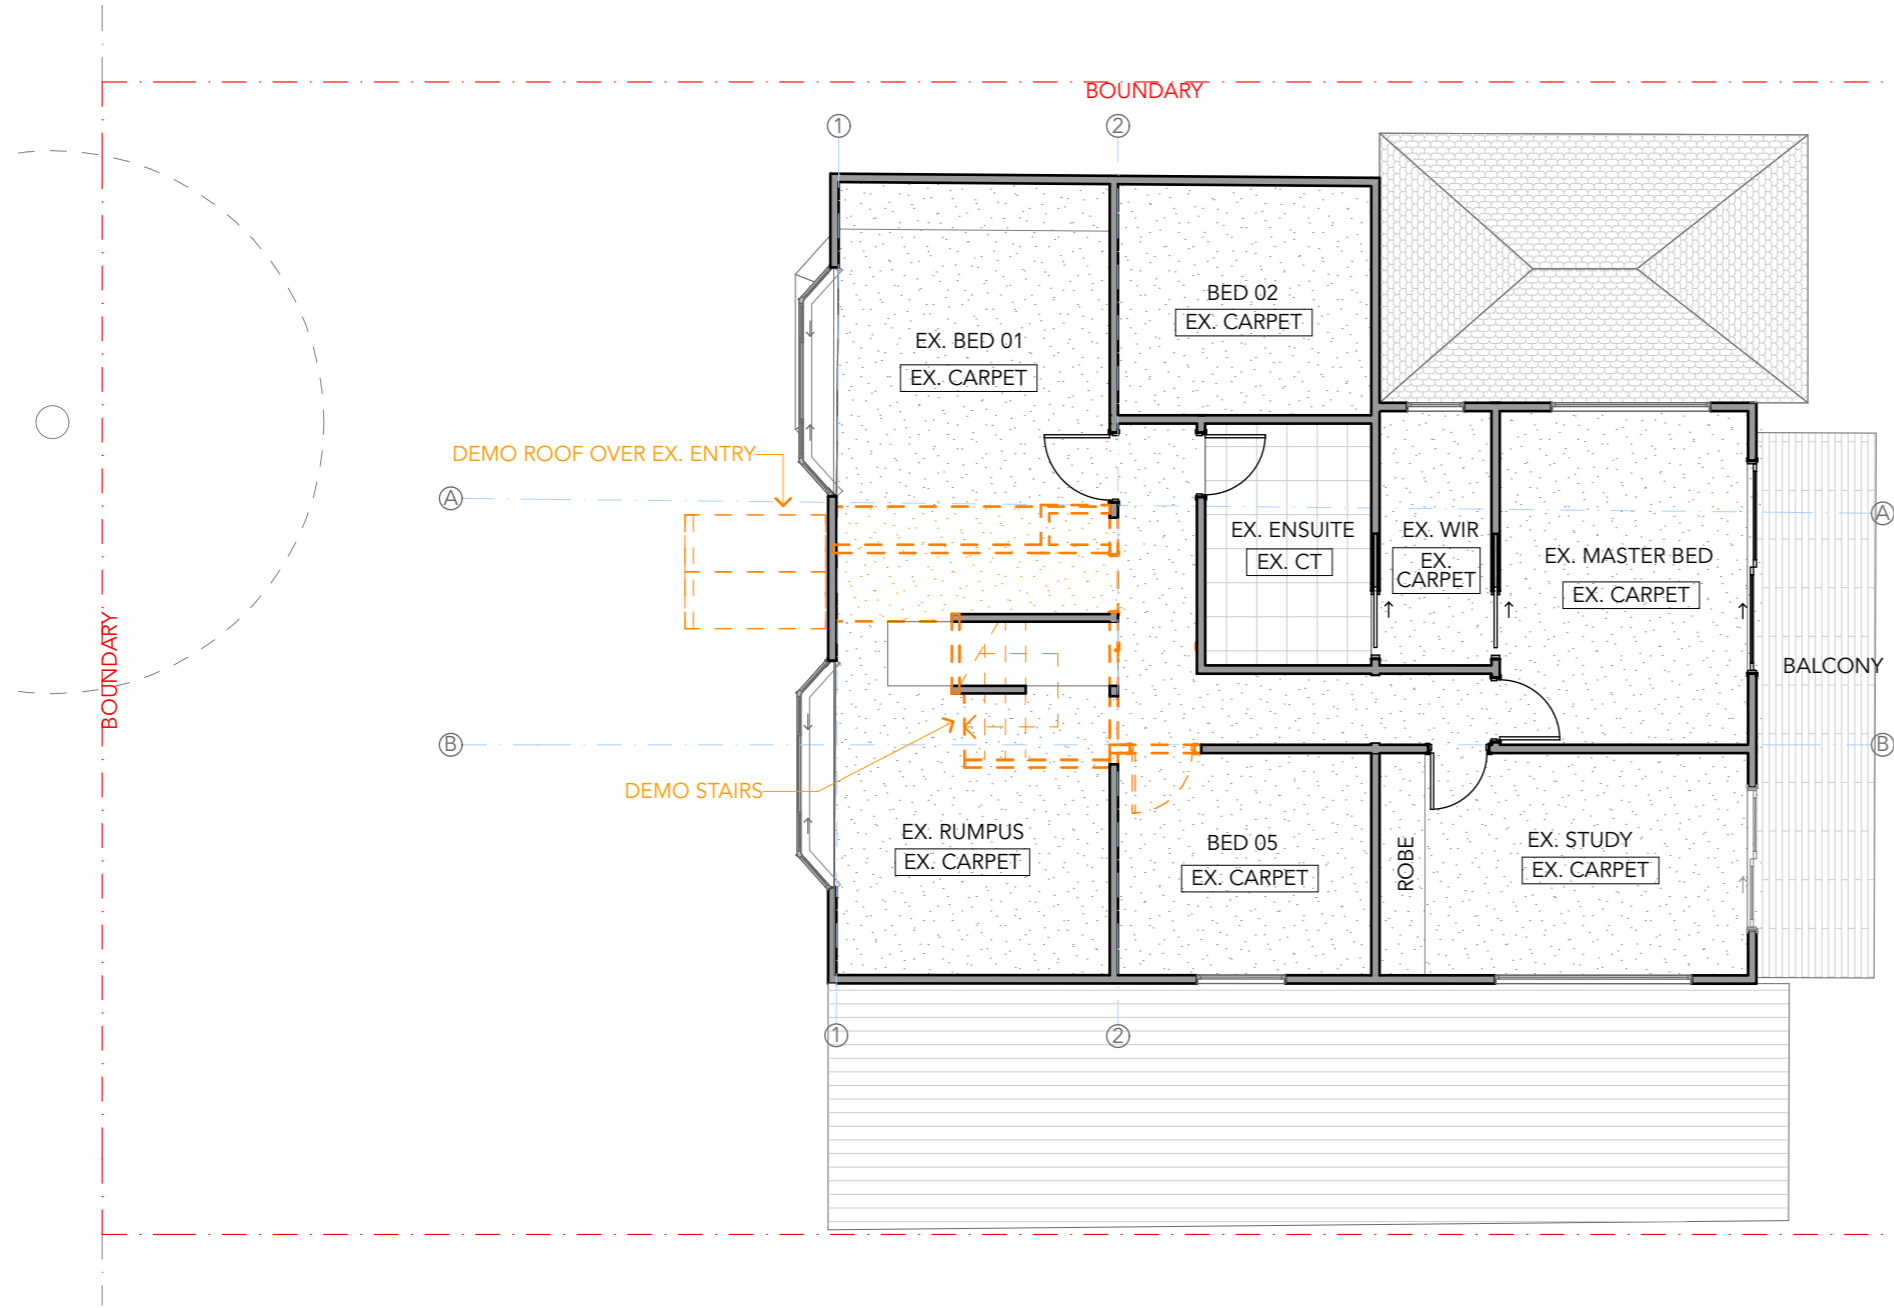 BOUNDARY
1
2
BED 02
EX. CARPET
EX. BED 01
EX. CARPET
DEMO ROOF OVER EX. ENTRY
A
A
EX. ENSUITE
EX. CT
EX. WIR
EX.
CARPET
EX. MASTER BED
EX. CARPET
BOUNDARY
BALCONY
B
B
DEMO STAIRS
EX. RUMPUS
EX. CARPET
BED 05
EX. CARPET
ROBE
EX. STUDY
EX. CARPET
1
2